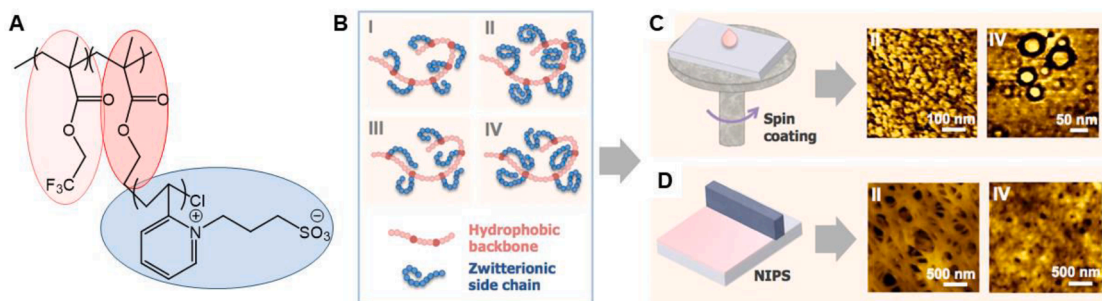 A
O
O
O
O
F₃C
Cl
N
+
SO₃
−
B
I
II
III
IV
Hydrophobic
backbone
Zwitterionic
side chain
C
Spin
coating
II
100 nm
IV
50 nm
D
NIPS
II
500 nm
IV
500 nm